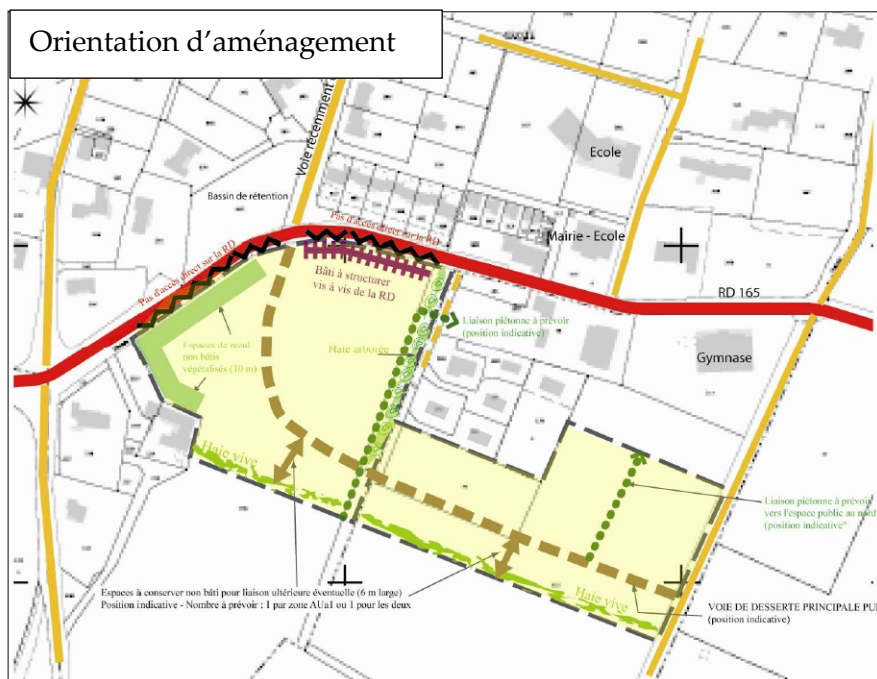 Orientation d'aménagement
Voie récemment
Ecole
Bassin de rétention
Pas d'accès direct sur la RD
Pas d'accès direct sur la RD
Mairie - Ecole
Bâti à structurer
vis à vis de la RD
RD 165
Liaison piétonne à prévoir
(position indicative)
Espaces de recul
non bâtis
végétalisés (10 m)
Haie arborée
Gymnase
Haie vive
Liaison piétonne à prévoir
vers l'espace public au nord
(position indicative"
Espaces à conserver non bâti pour liaison ultérieure éventuelle (6 m large)
Position indicative - Nombre à prévoir : 1 par zone AUa1 ou 1 pour les deux
Haie vive
VOIE DE DESSERTE PRINCIPALE PU
(position indicative)